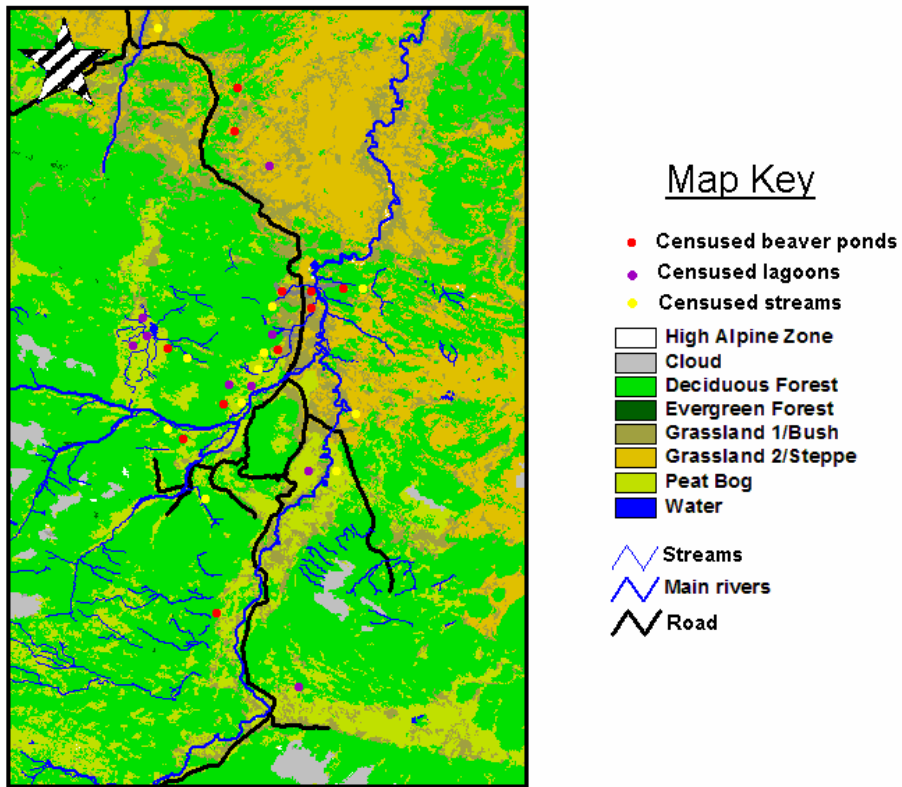 Map Key
Censused beaver ponds
Censused lagoons
Censused streams
High Alpine Zone
Cloud
Deciduous Forest
Evergreen Forest
Grassland 1/Bush
Grassland 2/Steppe
Peat Bog
Water
Streams
Main rivers
Road